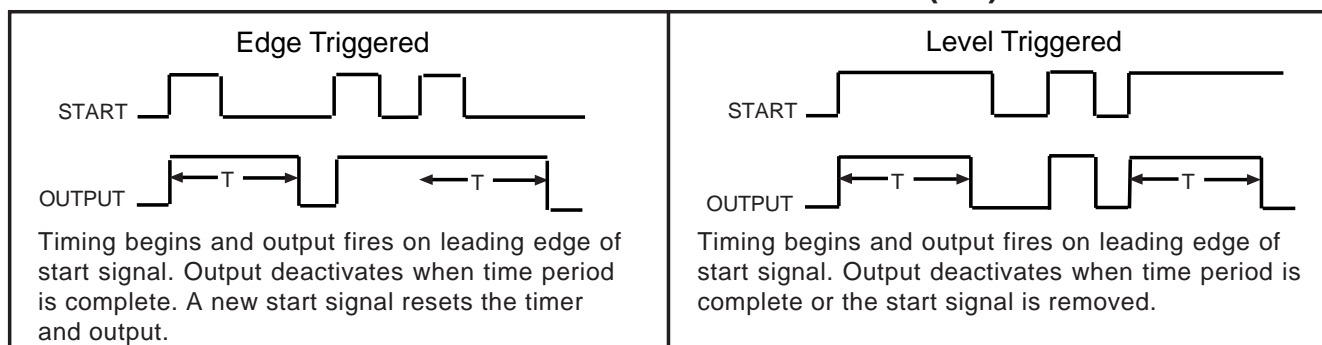 Edge Triggered
START
T
T
OUTPUT
Timing begins and output fires on leading edge of
start signal. Output deactivates when time period
is complete. A new start signal resets the timer
and output.
Level Triggered
START
T
T
OUTPUT
Timing begins and output fires on leading edge of
start signal. Output deactivates when time period is
complete or the start signal is removed.